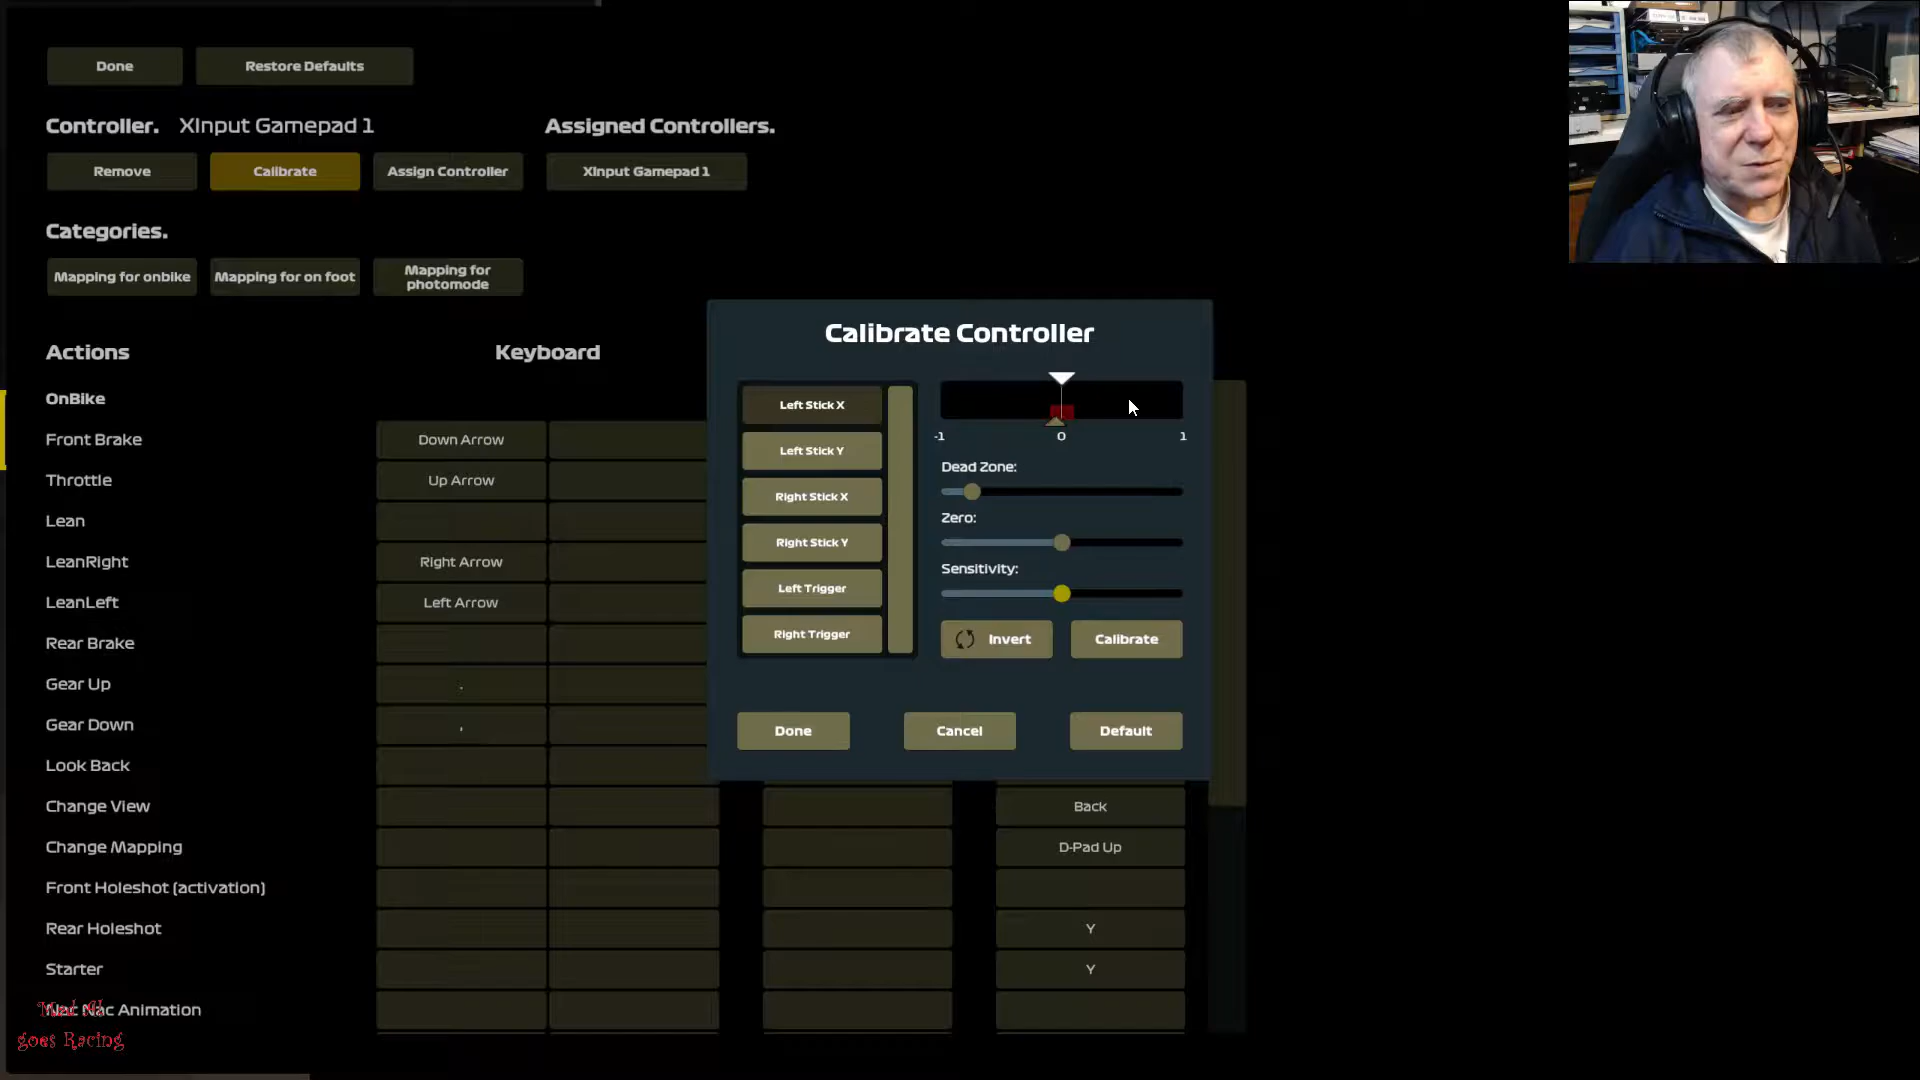 Done
Restore Defaults
Controller. XInput Gamepad 1
Assigned Controllers.
Remove
Calibrate
Assign Controller
XInput Gamepad 1
Categories.
Mapping for onbike
Mapping for on foot
Mapping for
photomode
Actions
Keyboard
OnBike
Front Brake
Down Arrow
Throttle
Up Arrow
Lean
LeanRight
Right Arrow
LeanLeft
Left Arrow
Rear Brake
Gear Up
.
Gear Down
,
Look Back
Change View
Back
Change Mapping
D-Pad Up
Front Holeshot (activation)
Rear Holeshot
Y
Starter
Y
Nac Nac Animation
Calibrate Controller
Left Stick X
Left Stick Y
Right Stick X
Right Stick Y
Left Trigger
Right Trigger
-1 0 1
Dead Zone:
Zero:
Sensitivity:
Invert
Calibrate
Done
Cancel
Default
Mad Al
goes Racing